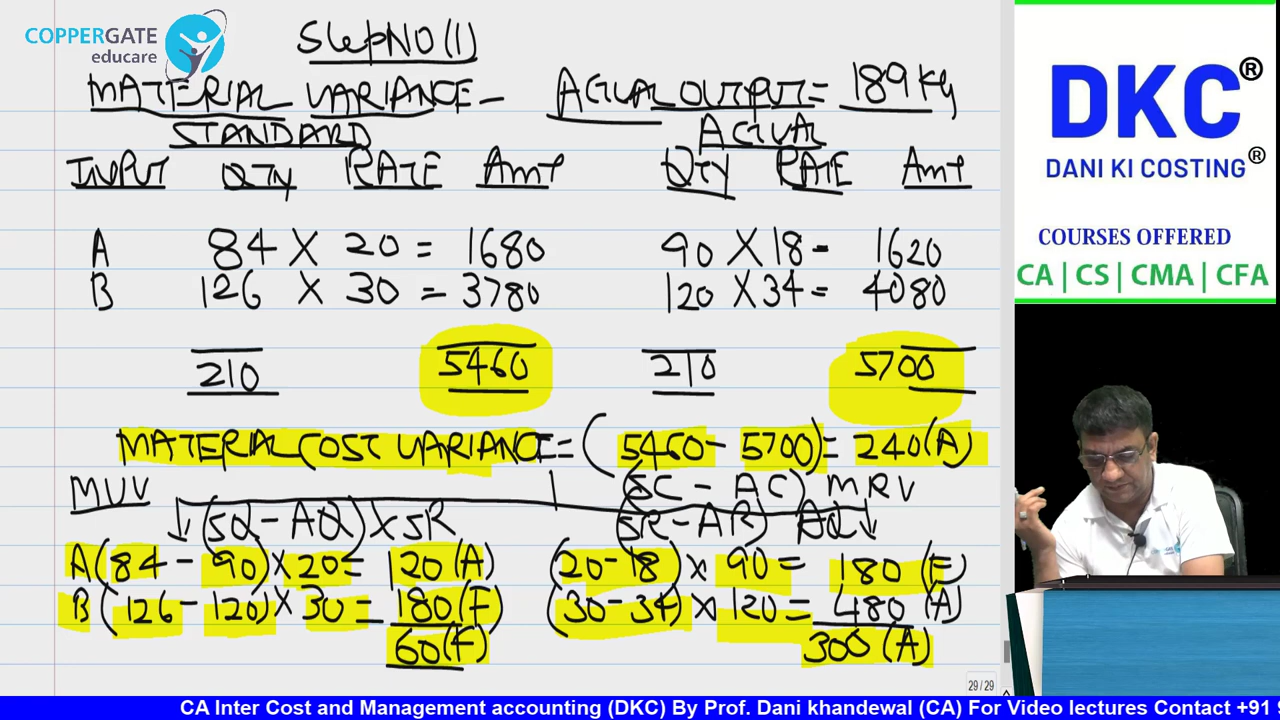 COPPERGATE
educare
Step NO (1)
MATERIAL VARIANCE - ACTUAL OUTPUT = 189 Kg
STANDARD ACTUAL
INPUT QTY RATE Amt QTY RATE Amt
A 84 X 20 = 1680 90 X 18 = 1620
B 126 X 30 = 3780 120 X 34 = 4080
210 5460 210 5700
MATERIAL COST VARIANCE = (5460 - 5700) = 240 (A)
MUV (SC - AC) MRV
(SQ - AQ) X SR (SR - AR) AQ
A (84 - 90) X 20 = 120 (A) (20 - 18) X 90 = 180 (F)
B (126 - 120) X 30 = 180 (F) (30 - 34) X 120 = 480 (A)
60 (F) 300 (A)
29 / 29
DKC®
DANI KI COSTING®
COURSES OFFERED
CA | CS | CMA | CFA
CA Inter Cost and Management accounting (DKC) By Prof. Dani khandewal (CA) For Video lectures Contact +91